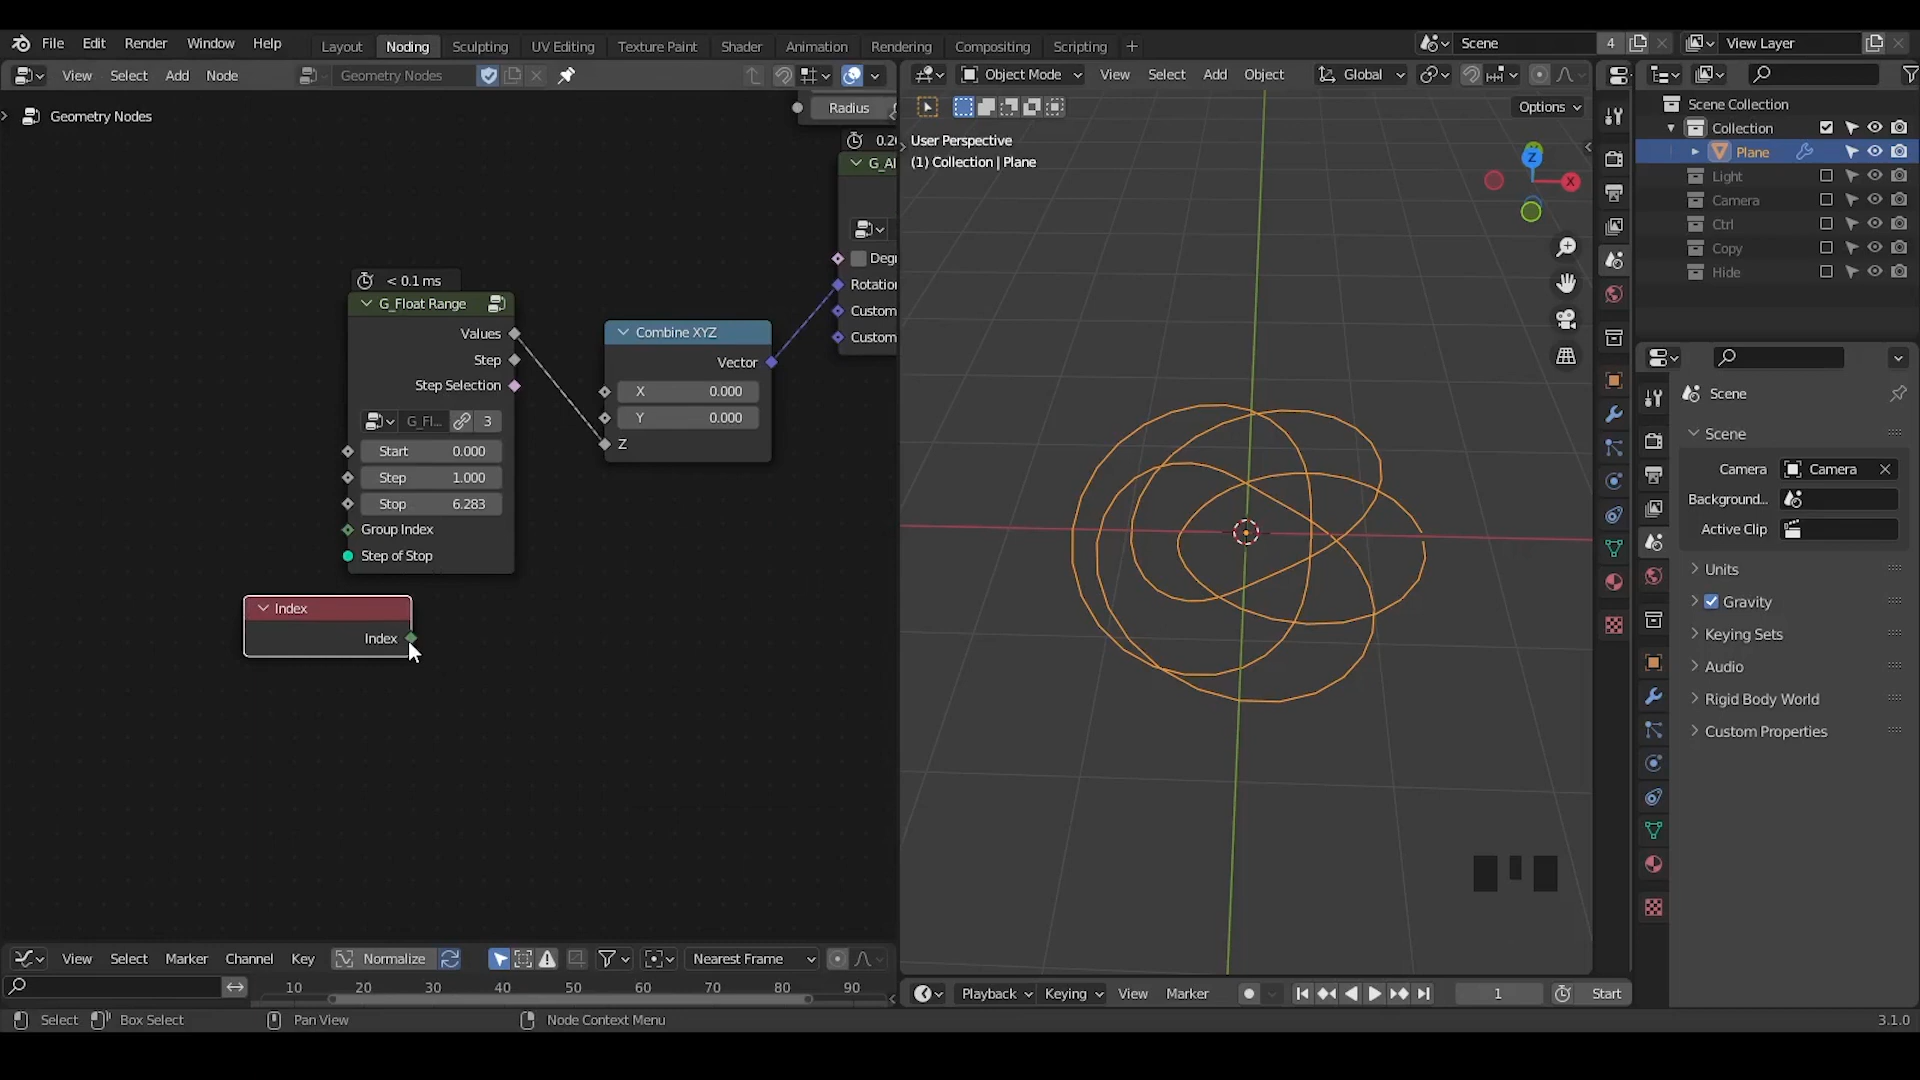 File Edit Render Window Help
Layout Noding Sculpting UV Editing Texture Paint Shader Animation Rendering Compositing Scripting +
Scene 4
View Layer
View Select Add Node
Geometry Nodes
Object Mode View Select Add Object
Global
Options
Geometry Nodes
Radius
0.20
G_Al
Degr
Rotation
Custom
Custom
< 0.1 ms
G_Float Range
Values
Step
Step Selection
G_Fl... 3
Start 0.000
Step 1.000
Stop 6.283
Group Index
Step of Stop
Combine XYZ
Vector
X 0.000
Y 0.000
Z
Index
Index
User Perspective
(1) Collection | Plane
Z
X
Scene Collection
Collection
Plane
Light
Camera
Ctrl
Copy
Hide
Scene
Scene
Camera Camera
Background...
Active Clip
Units
Gravity
Keying Sets
Audio
Rigid Body World
Custom Properties
View Select Marker Channel Key Normalize Nearest Frame
10 20 30 40 50 60 70 80 90
Playback Keying View Marker 1 Start
Select Box Select Pan View Node Context Menu 3.1.0